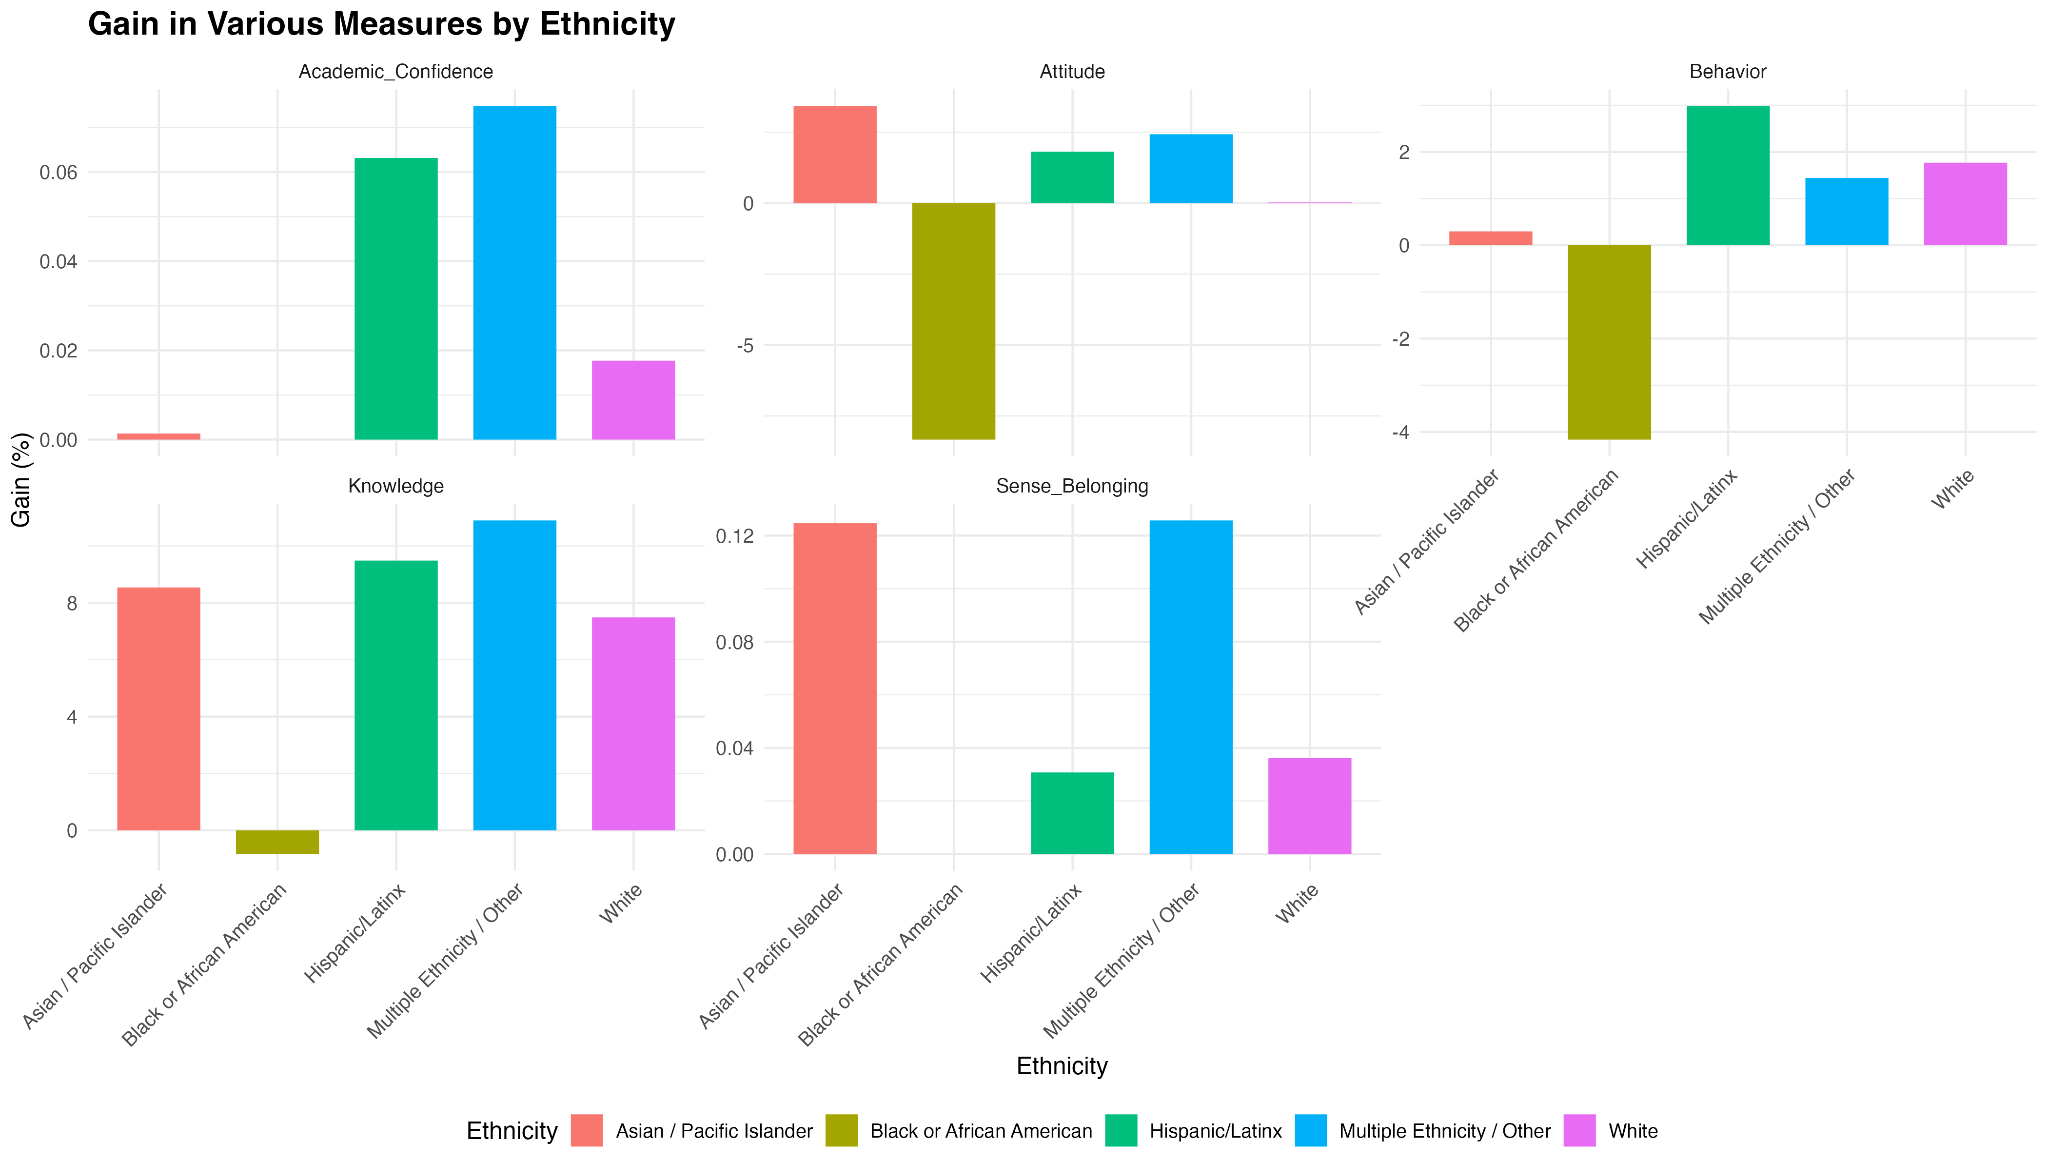 Gain in Various Measures by Ethnicity
Academic_Confidence
Attitude
Behavior
0.06
0.04
0.02
0.00
0
-5
2
0
-2
-4
Asian / Pacific Islander
Black or African American
Hispanic/Latinx
Multiple Ethnicity / Other
White
Gain (%)
Knowledge
Sense_Belonging
8
4
0
0.12
0.08
0.04
0.00
Asian / Pacific Islander
Black or African American
Hispanic/Latinx
Multiple Ethnicity / Other
White
Asian / Pacific Islander
Black or African American
Hispanic/Latinx
Multiple Ethnicity / Other
White
Ethnicity
Ethnicity Asian / Pacific Islander Black or African American Hispanic/Latinx Multiple Ethnicity / Other White